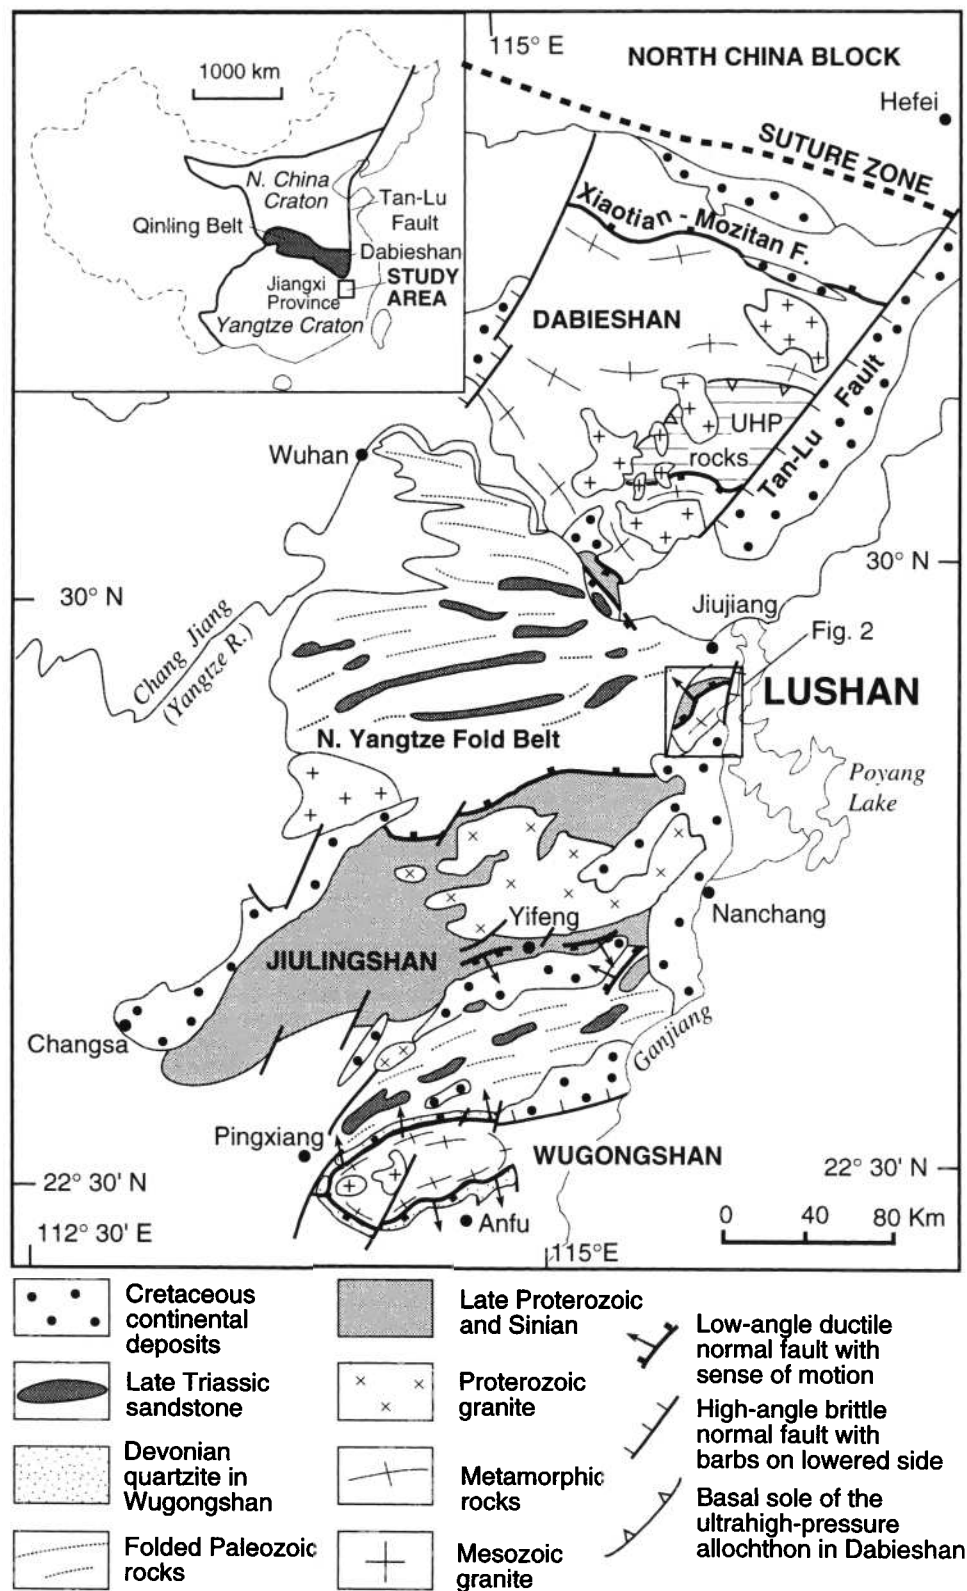 115° E
NORTH CHINA BLOCK
Hefei
SUTURE ZONE
1000 km
N. China
Craton
Tan-Lu
Fault
Qinling Belt
Dabieshan
Jiangxi
Province
STUDY
AREA
Yangtze Craton
Xiaotian - Mozitan F.
DABIESHAN
UHP
rocks
Tan-Lu Fault
Wuhan
30° N
30° N
Jiujiang
Fig. 2
Chang Jiang
(Yangtze R.)
LUSHAN
N. Yangtze Fold Belt
Poyang
Lake
Yifeng
Nanchang
JIULINGSHAN
Changsa
Ganjiang
Pingxiang
WUGONGSHAN
22° 30' N
22° 30' N
Anfu
0 40 80 Km
112° 30' E
115°E
Cretaceous
continental
deposits
Late Triassic
sandstone
Devonian
quartzite in
Wugongshan
Folded Paleozoic
rocks
Late Proterozoic
and Sinian
Proterozoic
granite
Metamorphic
rocks
Mesozoic
granite
Low-angle ductile
normal fault with
sense of motion
High-angle brittle
normal fault with
barbs on lowered side
Basal sole of the
ultrahigh-pressure
allochthon in Dabieshan